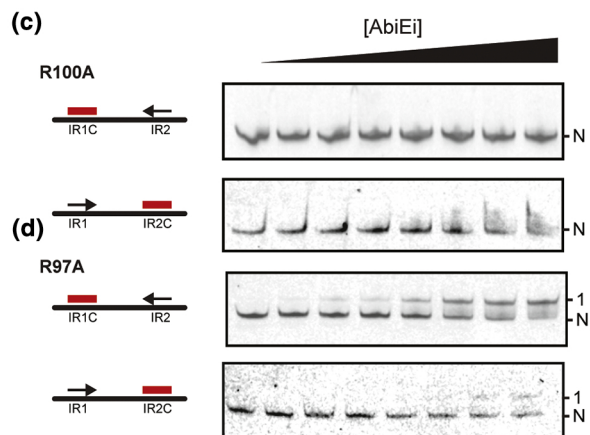 (c)
[AbiEi]
R100A
IR1C IR2
N
IR1 IR2C
N
(d)
R97A
IR1C IR2
1
N
IR1 IR2C
1
N